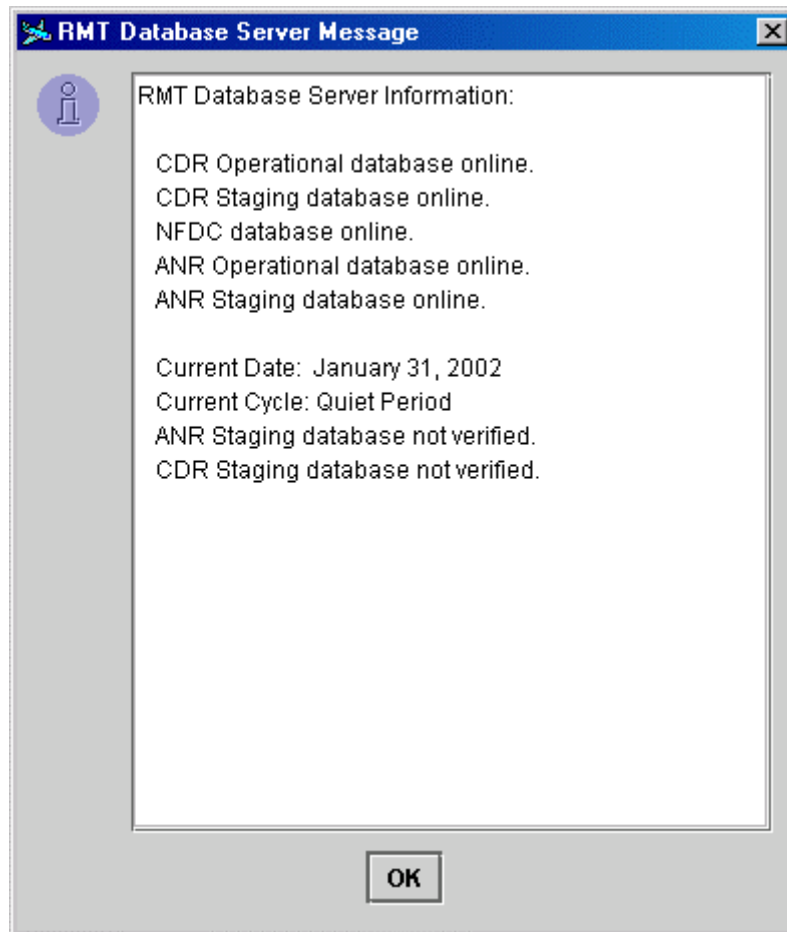 RMT Database Server Message
RMT Database Server Information:
CDR Operational database online.
CDR Staging database online.
NFDC database online.
ANR Operational database online.
ANR Staging database online.
Current Date: January 31, 2002
Current Cycle: Quiet Period
ANR Staging database not verified.
CDR Staging database not verified.
OK